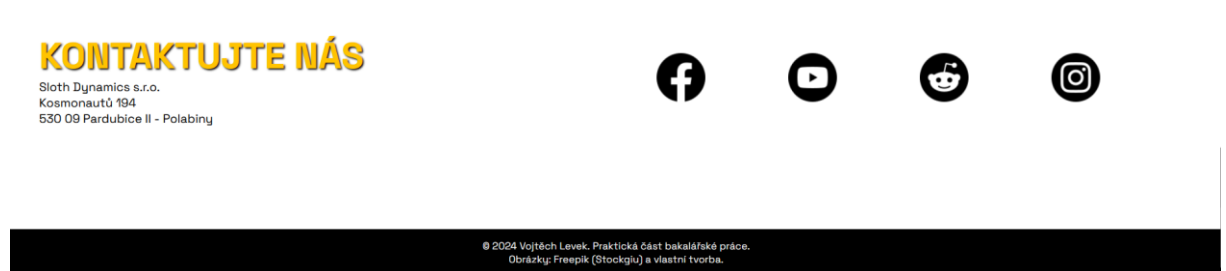 KONTAKTUJTE NÁS
Sloth Dynamics s.r.o.
Kosmonautů 194
530 09 Pardubice II - Polabiny
© 2024 Vojtěch Levek. Praktická část bakalářské práce.
Obrázky: Freepik (Stockgiu) a vlastní tvorba.